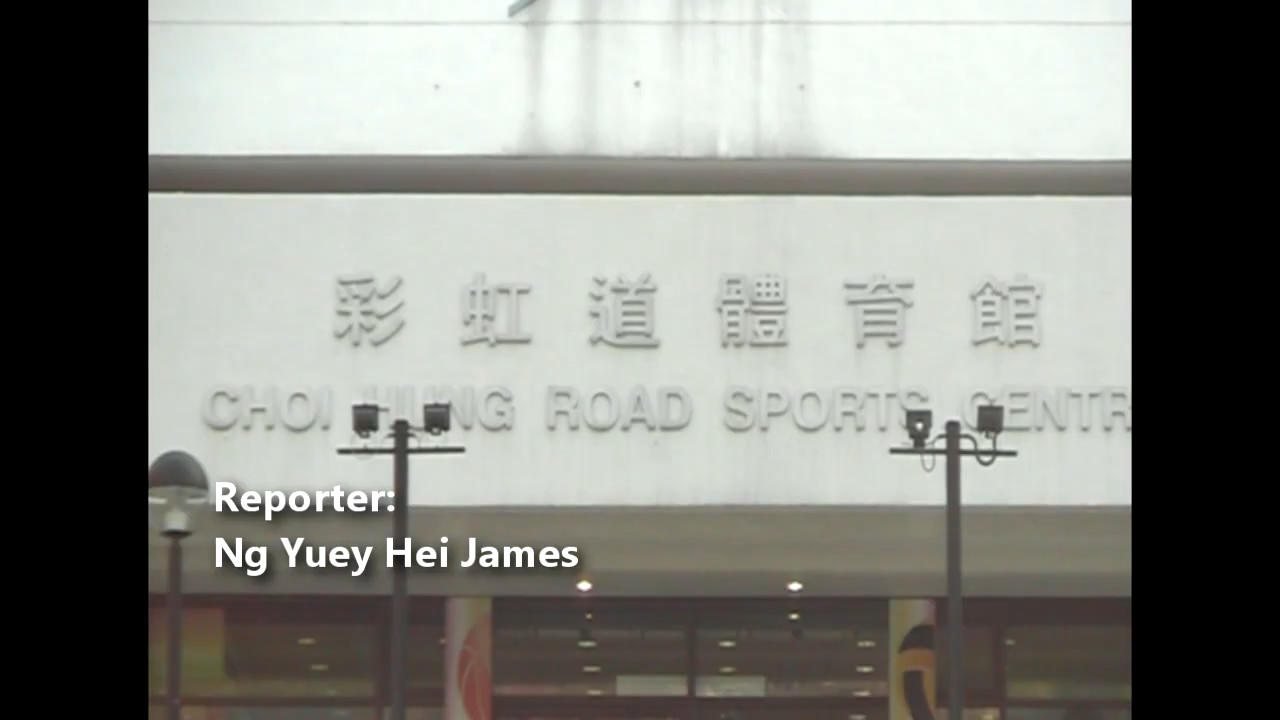 彩虹道體育館
CHOI HUNG ROAD SPORTS CENTR
Reporter:
Ng Yuey Hei James